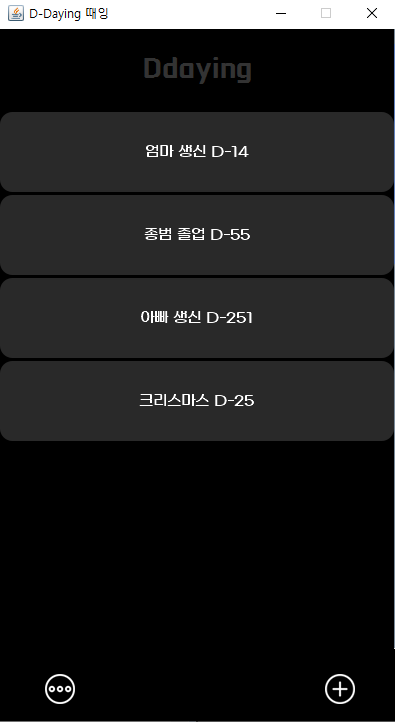 D-Daying 때잉
Ddaying
엄마 생신 D-14
종범 졸업 D-55
아빠 생신 D-251
크리스마스 D-25